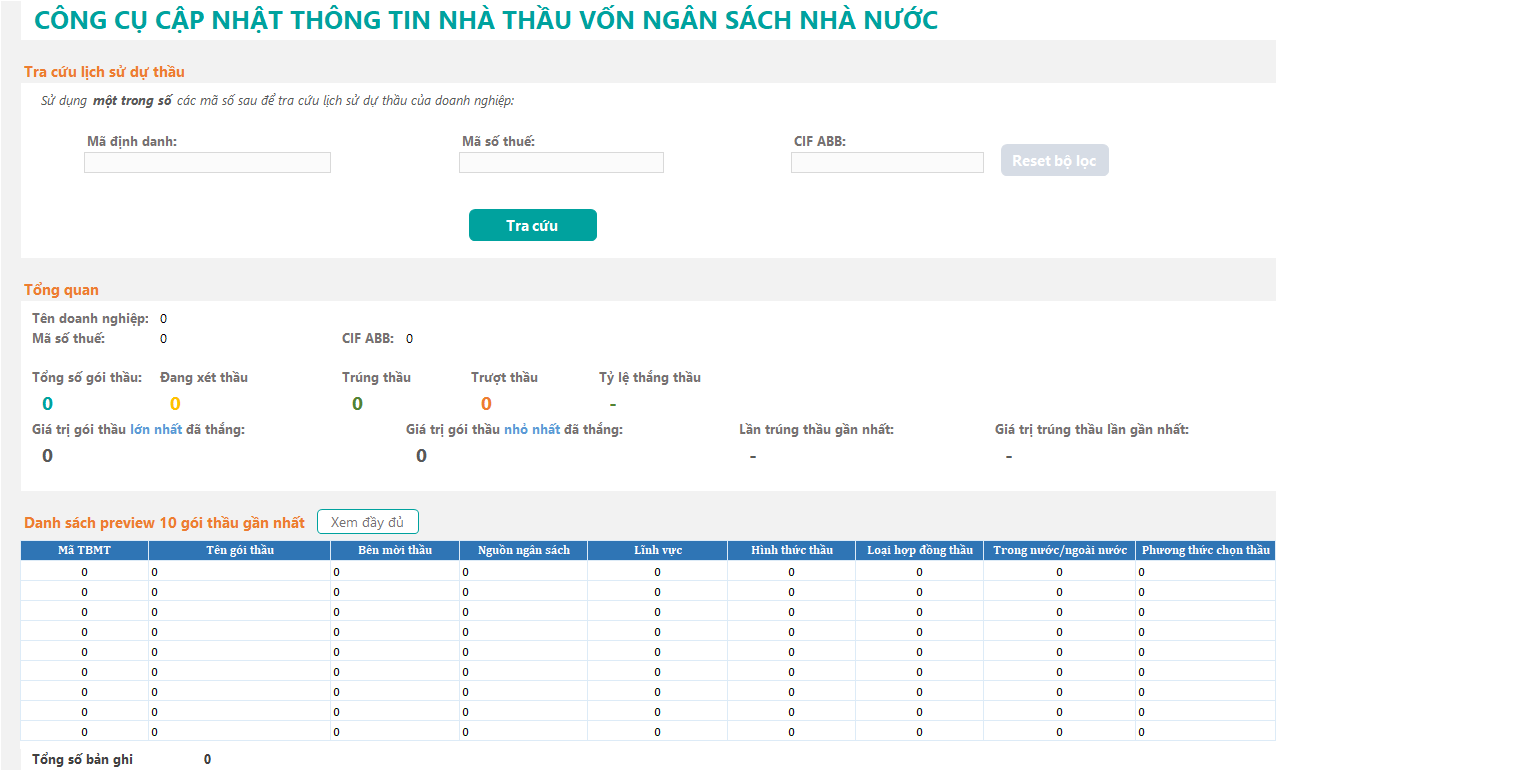 CÔNG CỤ CẬP NHẬT THÔNG TIN NHÀ THẦU VỐN NGÂN SÁCH NHÀ NƯỚC
Tra cứu lịch sử dự thầu
Sử dụng một trong số các mã số sau để tra cứu lịch sử dự thầu của doanh nghiệp:
Mã định danh: Mã số thuế: CIF ABB:
Reset bộ lọc
Tra cứu
Tổng quan
Tên doanh nghiệp: 0
Mã số thuế: 0 CIF ABB: 0
Tổng số gói thầu: Đang xét thầu Trúng thầu Trượt thầu Tỷ lệ thắng thầu
0 0 0 0 -
Giá trị gói thầu lớn nhất đã thắng: Giá trị gói thầu nhỏ nhất đã thắng: Lần trúng thầu gần nhất: Giá trị trúng thầu lần gần nhất:
0 0 - -
Danh sách preview 10 gói thầu gần nhất Xem đầy đủ
Mã TBMT Tên gói thầu Bên mời thầu Nguồn ngân sách Lĩnh vực Hình thức thầu Loại hợp đồng thầu Trong nước/ngoài nước Phương thức chọn thầu
0 0 0 0 0 0 0 0 0
0 0 0 0 0 0 0 0 0
0 0 0 0 0 0 0 0 0
0 0 0 0 0 0 0 0 0
0 0 0 0 0 0 0 0 0
0 0 0 0 0 0 0 0 0
0 0 0 0 0 0 0 0 0
0 0 0 0 0 0 0 0 0
0 0 0 0 0 0 0 0 0
Tổng số bản ghi 0